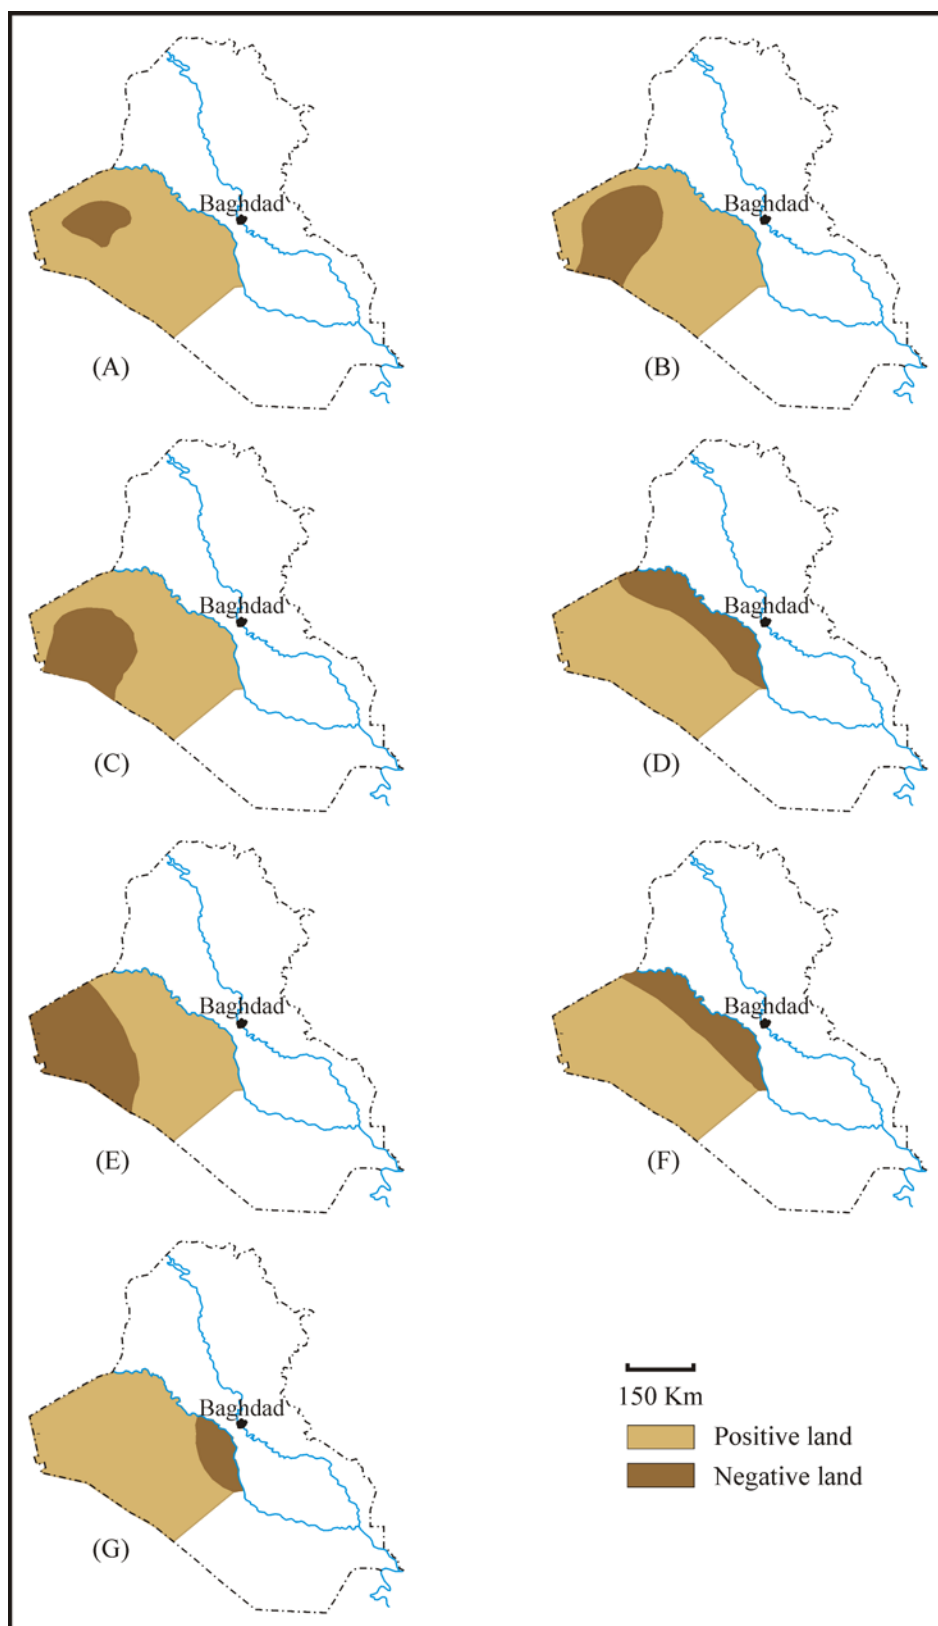 Baghdad
(A)
Baghdad
(B)
Baghdad
(C)
Baghdad
(D)
Baghdad
(E)
Baghdad
(F)
Baghdad
(G)
150 Km
Positive land
Negative land